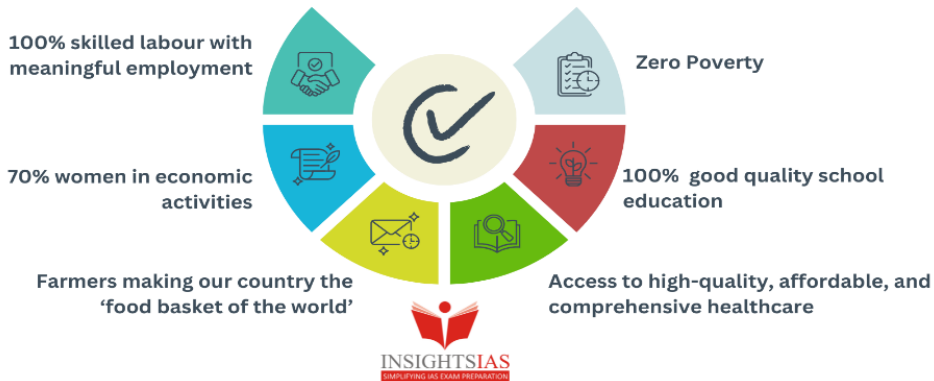 100% skilled labour with
meaningful employment
Zero Poverty
70% women in economic
activities
100% good quality school
education
Farmers making our country the
‘food basket of the world’
Access to high-quality, affordable, and
comprehensive healthcare
INSIGHTSIAS
SIMPLIFYING IAS EXAM PREPARATION